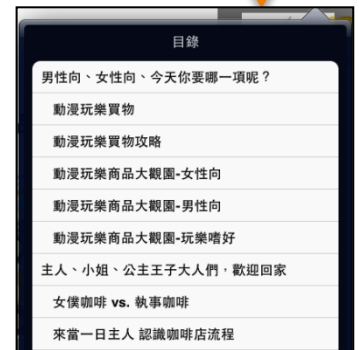 目錄
男性向、女性向、今天你要哪一項呢？
動漫玩樂買物
動漫玩樂買物攻略
動漫玩樂商品大觀園-女性向
動漫玩樂商品大觀園-男性向
動漫玩樂商品大觀園-玩樂嗜好
主人、小姐、公主王子大人們，歡迎回家
女僕咖啡 vs. 執事咖啡
來當一日主人 認識咖啡店流程